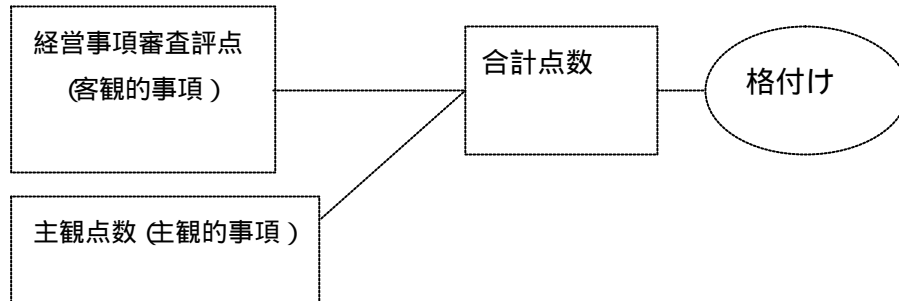 経営事項審査評点
(客観的事項)
合計点数
格付け
主観点数(主観的事項)